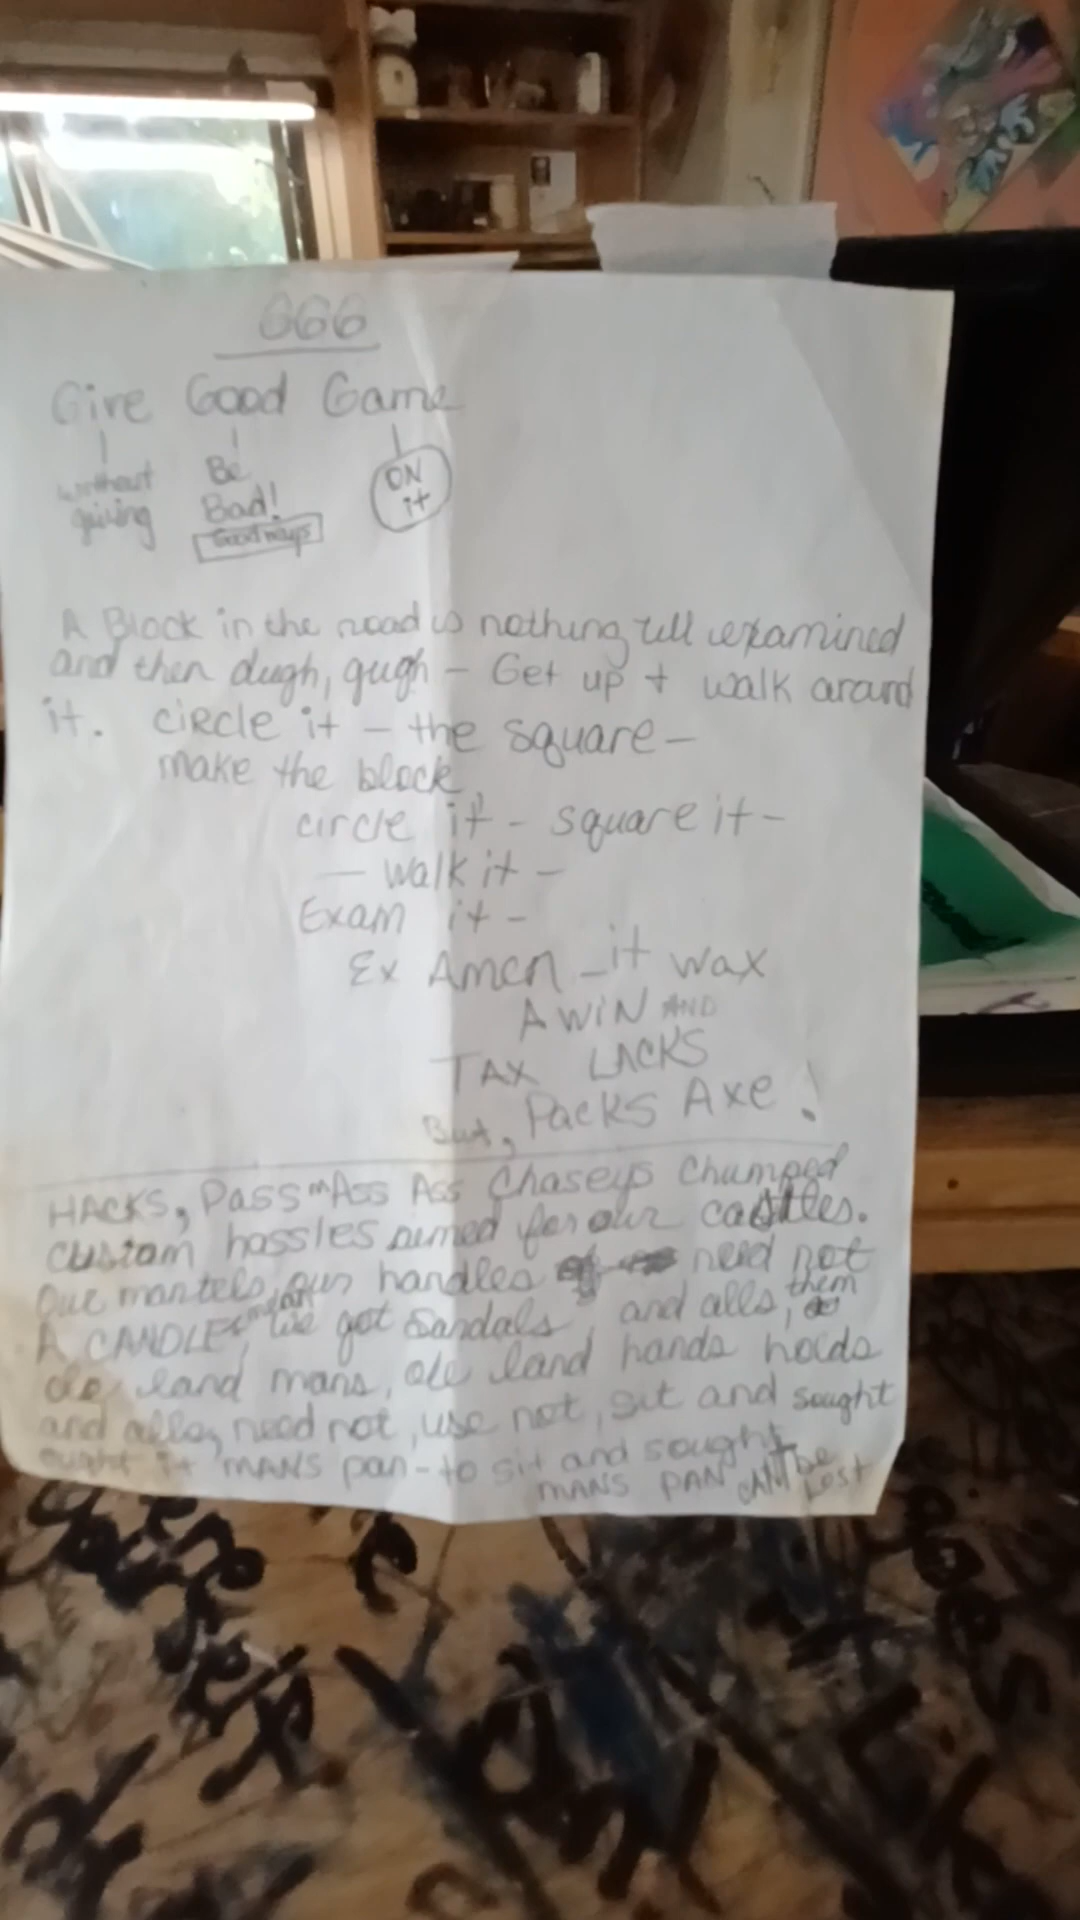 GGG
Give Good Game
without Be ON
giving Bad! it
Good ways
A Block in the road is nothing till examined
and then dugh, gugh - Get up + walk around
it. circle it - the square -
make the block,
circle it - square it -
- walk it -
Exam it -
Ex Amen - it wax
A WIN AND
TAX LACKS
But, Packs Axe!
HACKS, Pass Ass Ass Chumped
custom hassles aimed for our castles.
Our mantels, our handles need not
A CANDLE, we got Sandals, and alls, them
land mans, ole land hands holds
and need not, use not, sit and sought
ought it MANS pan - to sit and sought
MANS PAN CAN'T be
Lost